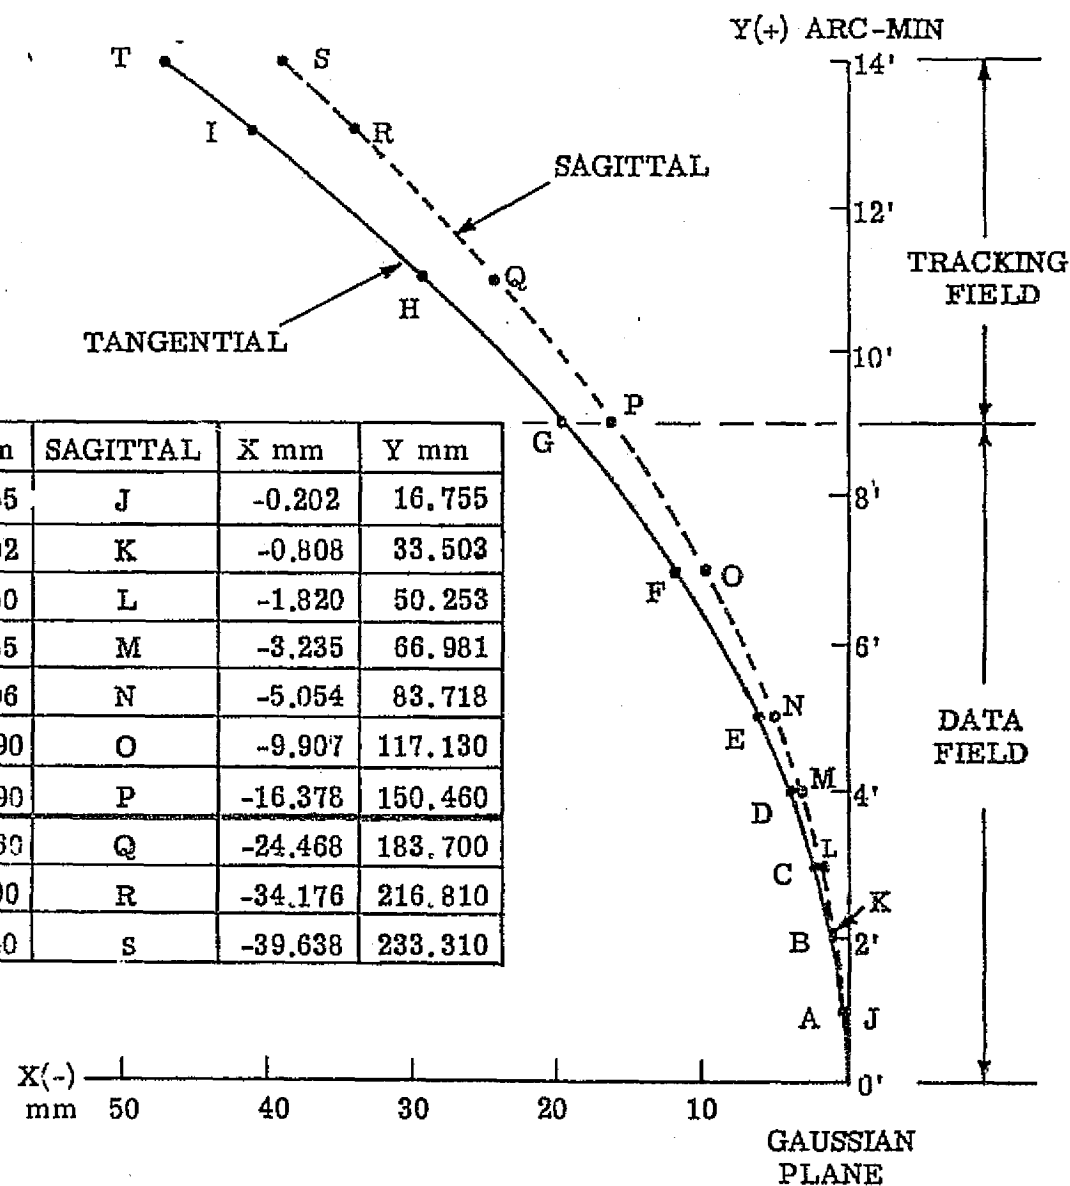 Y(+) ARC-MIN
14'
T
S
I
R
SAGITTAL
12'
TRACKING
FIELD
Q
H
TANGENTIAL
10'
P
G
SAGITTAL X mm Y mm
8'
J -0.202 16.755
K -0.808 33.503
L -1.820 50.253
M -3.235 66.981
N -5.054 83.718
O -9.907 117.130
P -16.378 150.460
Q -24.468 183.700
R -34.176 216.810
S -39.638 233.310
F
O
6'
N
E
DATA
FIELD
M
4'
D
L
C
K
B
2'
A
J
X(-)
0'
mm 50 40 30 20 10
GAUSSIAN
PLANE